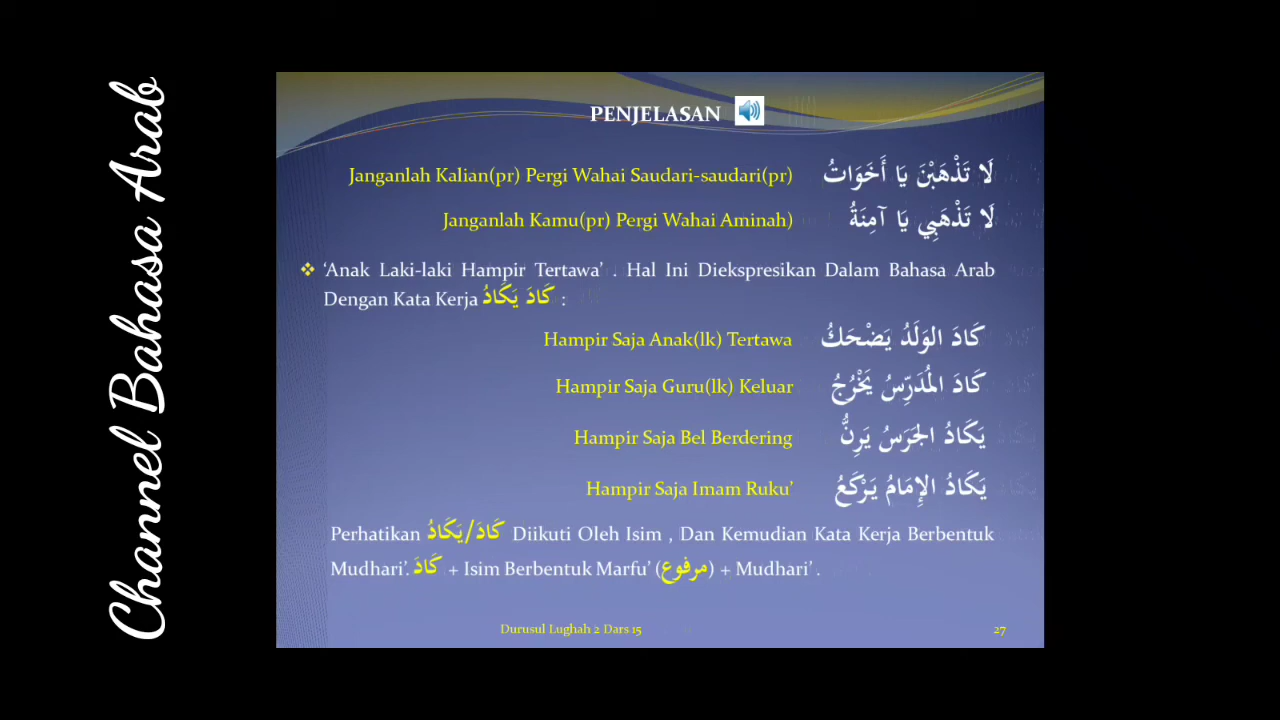 Channel Bahasa Arab
PENJELASAN
Janganlah Kalian(pr) Pergi Wahai Saudari-saudari(pr) لَا تَذْهَبْنَ يَا أَخَوَاتُ
Janganlah Kamu(pr) Pergi Wahai Aminah) لَا تَذْهَبِي يَا آمِنَةُ
❖ ‘Anak Laki-laki Hampir Tertawa’ . Hal Ini Diekspresikan Dalam Bahasa Arab
Dengan Kata Kerja كَادَ يَكَادُ :
Hampir Saja Anak(lk) Tertawa كَادَ الوَلَدُ يَضْحَكُ
Hampir Saja Guru(lk) Keluar كَادَ المُدَرِّسُ يَخْرُجُ
Hampir Saja Bel Berdering يَكَادُ الجَرَسُ يَرِنُّ
Hampir Saja Imam Ruku’ يَكَادُ الإِمَامُ يَرْكَعُ
Perhatikan كَادَ/يَكَادُ Diikuti Oleh Isim , Dan Kemudian Kata Kerja Berbentuk
Mudhari’. كَادَ + Isim Berbentuk Marfu’ (مرفوع) + Mudhari’ .
Durusul Lughah 2 Dars 15 27